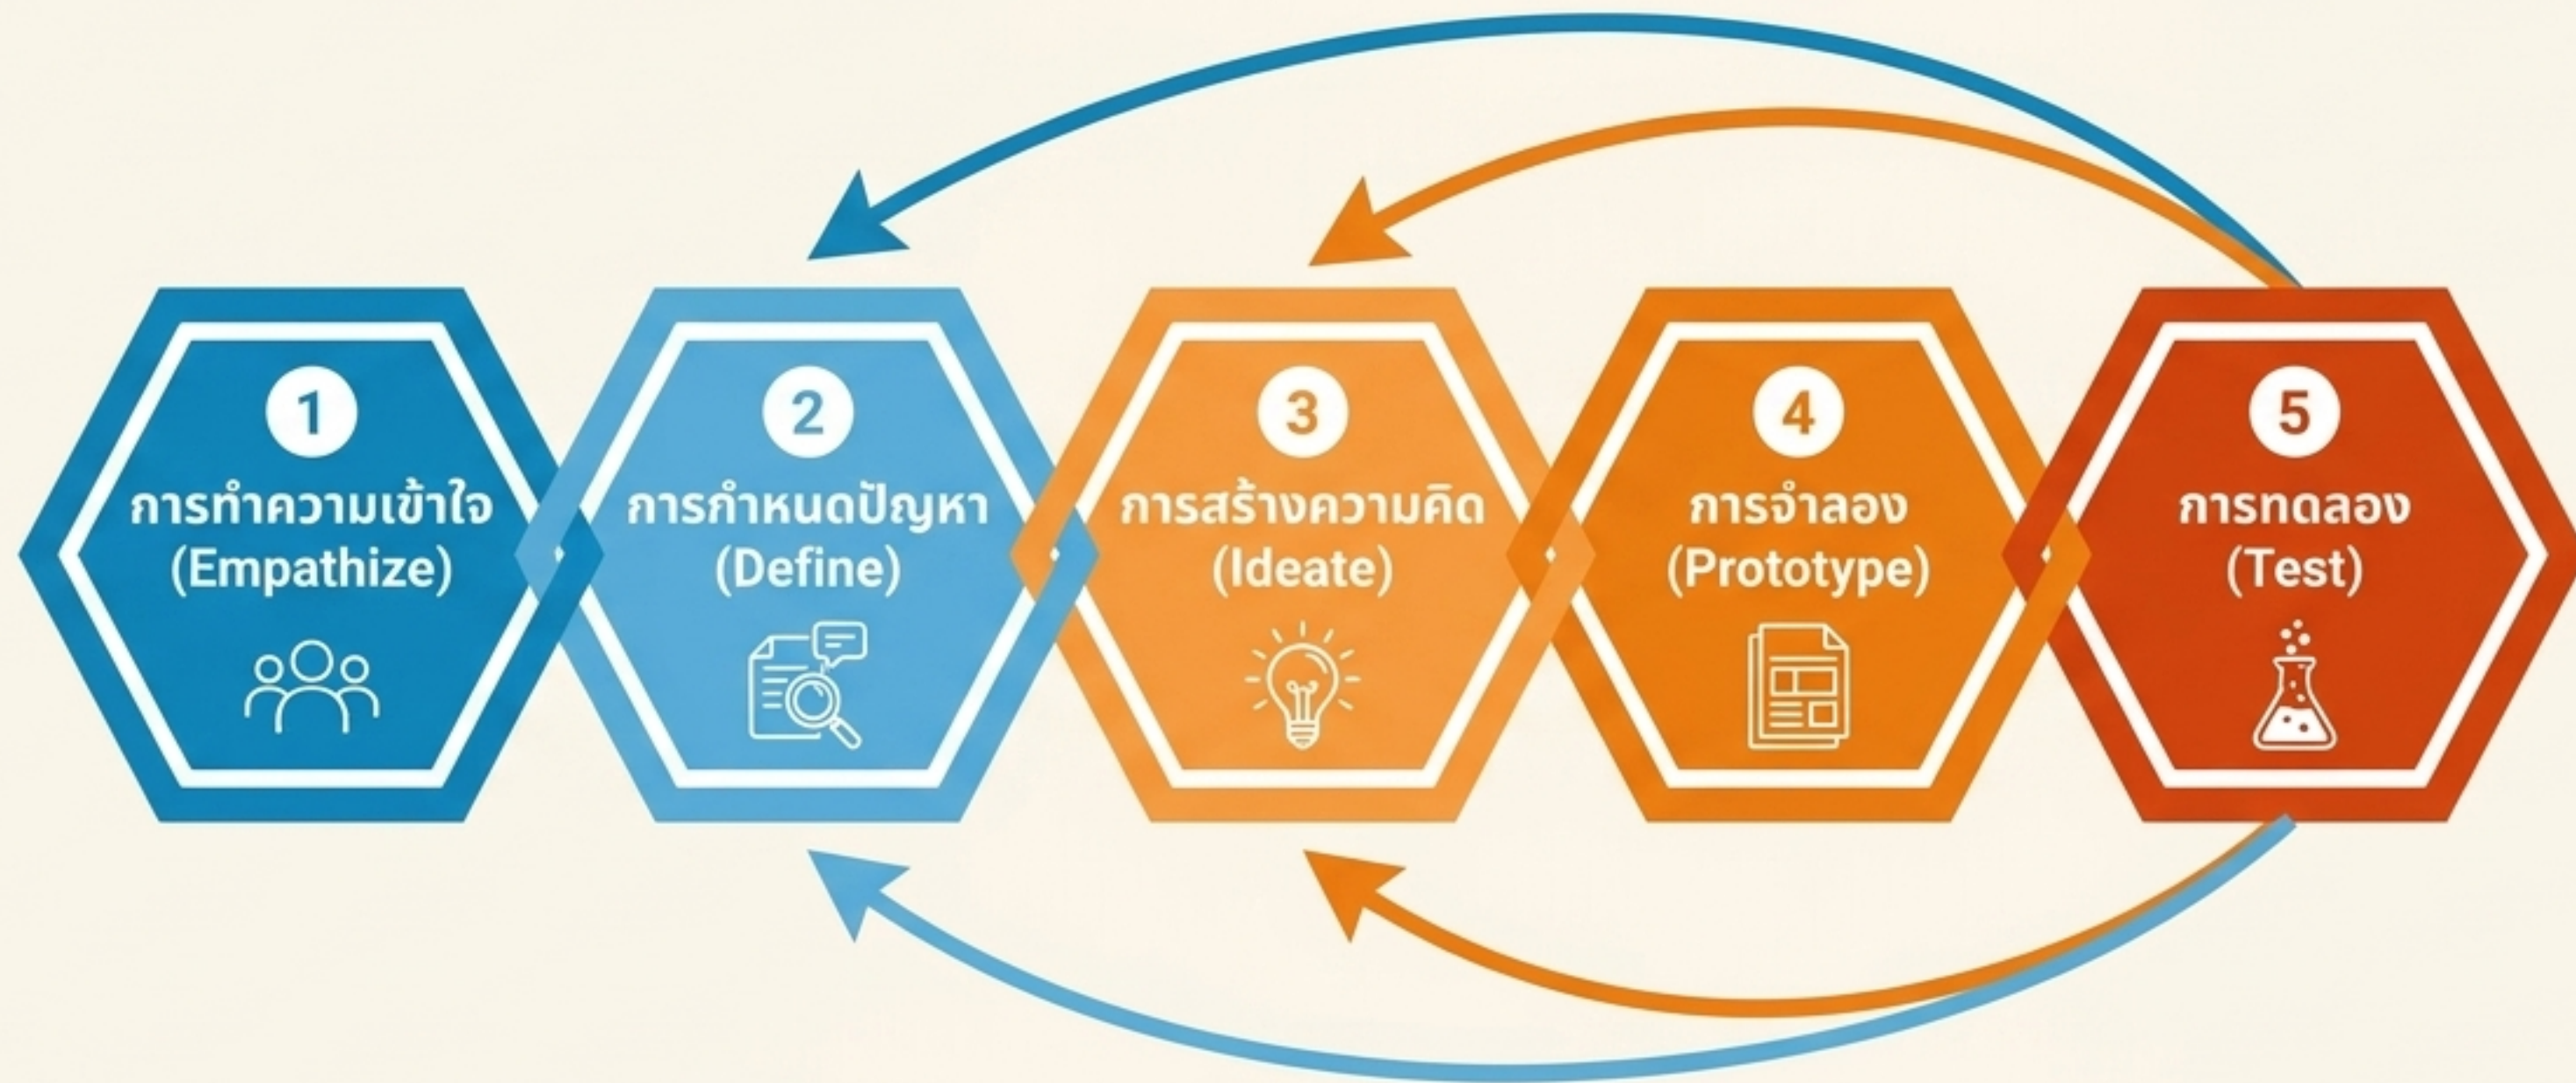 1
การทำความเข้าใจ
(Empathize)
2
การกำหนดปัญหา
(Define)
3
การสร้างความคิด
(Ideate)
4
การจำลอง
(Prototype)
5
การทดลอง
(Test)